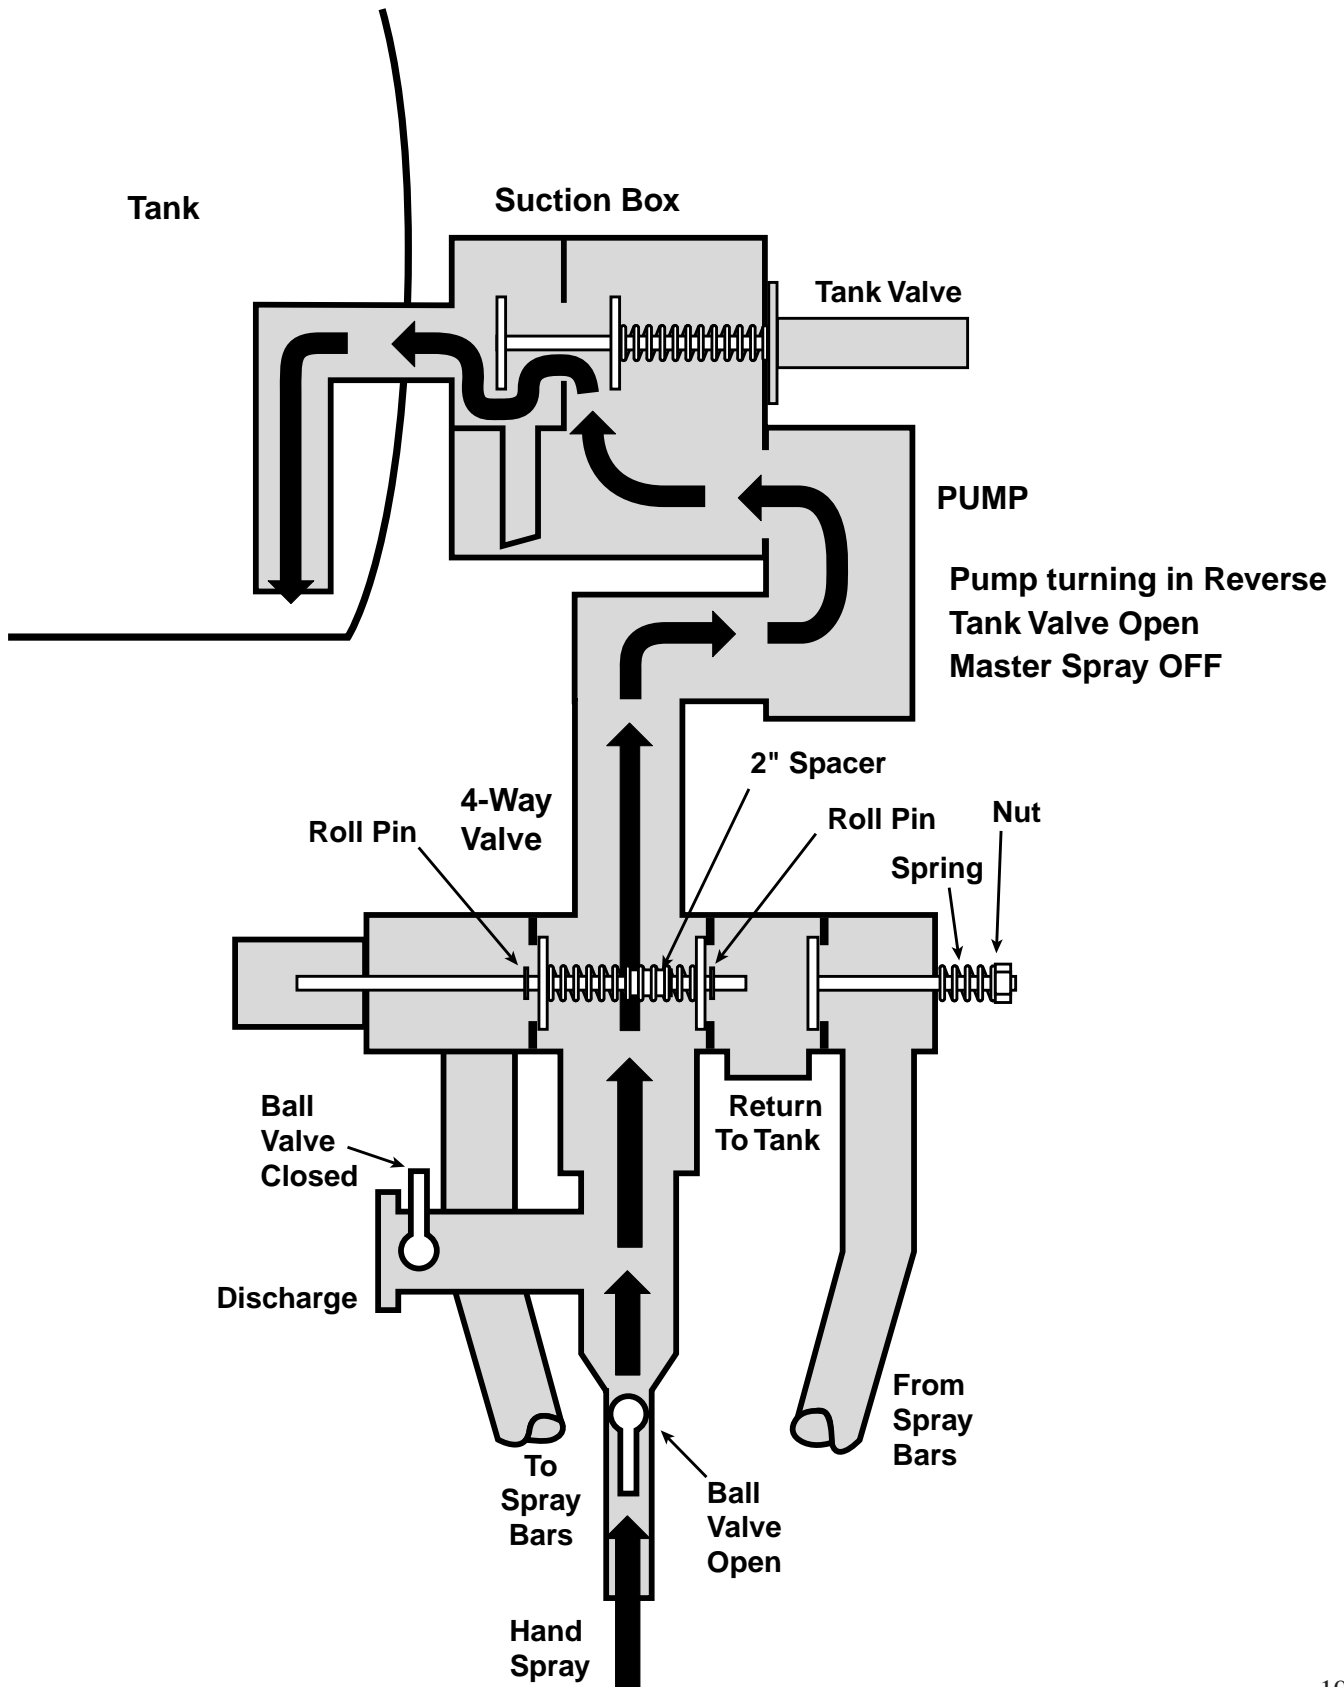 Tank
Suction Box
Tank Valve
PUMP
Pump turning in Reverse
Tank Valve Open
Master Spray OFF
2" Spacer
4-Way
Valve
Roll Pin
Roll Pin
Nut
Spring
Ball
Valve
Closed
Return
To Tank
Discharge
From
Spray
Bars
To
Spray
Bars
Ball
Valve
Open
Hand
Spray